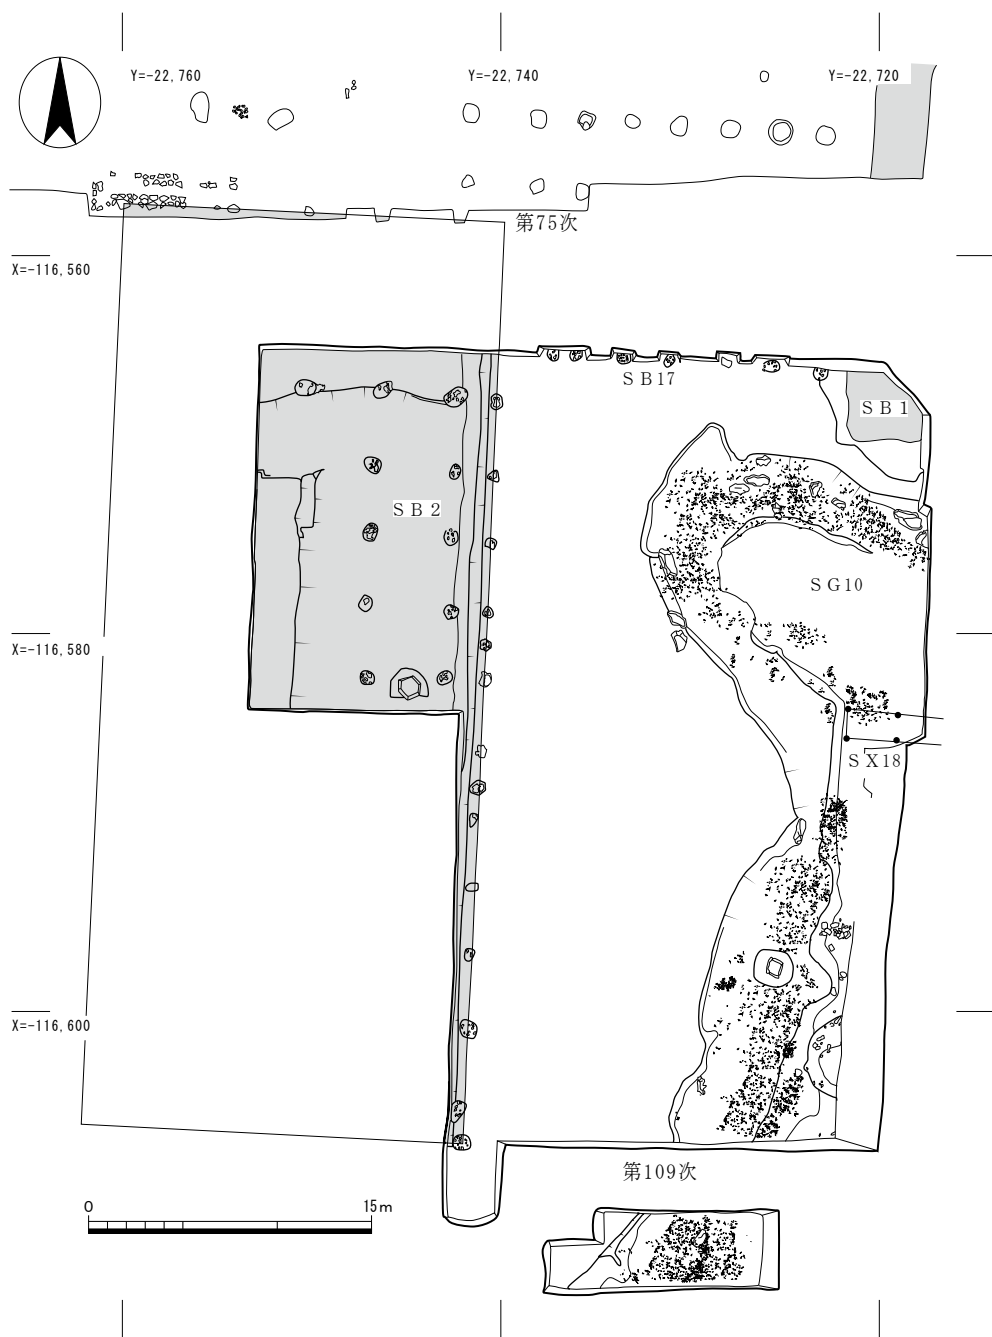 Y=-22,760
Y=-22,740
Y=-22,720
第75次
X=-116,560
SB17
SB1
SB2
SG10
X=-116,580
SX18
X=-116,600
第109次
0 15m